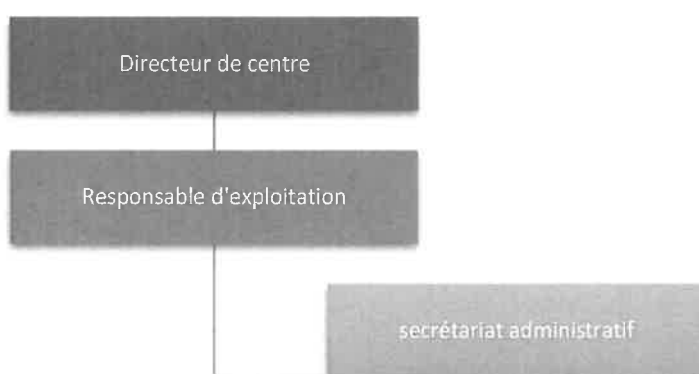 Directeur de centre
Responsable d'exploitation
secrétariat administratif